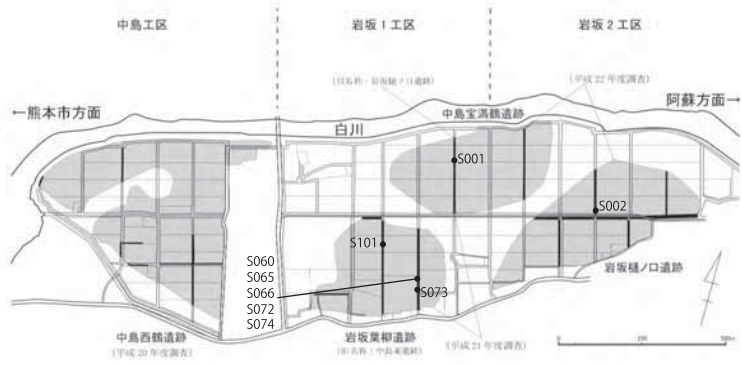 中島工区
岩坂1工区
岩坂2工区
(旧名称：岩坂樋ノ口遺跡)
(平成22年度調査)
←熊本市方面
中島宝満鶴遺跡
阿蘇方面→
白川
S001
S002
S101
S060
S065
S066
S072
S074
S073
岩坂樋ノ口遺跡
中島西鶴遺跡
(平成20年度調査)
岩坂葉柳遺跡
(旧名称：中島東遺跡)
(平成21年度調査)
0
250
500m